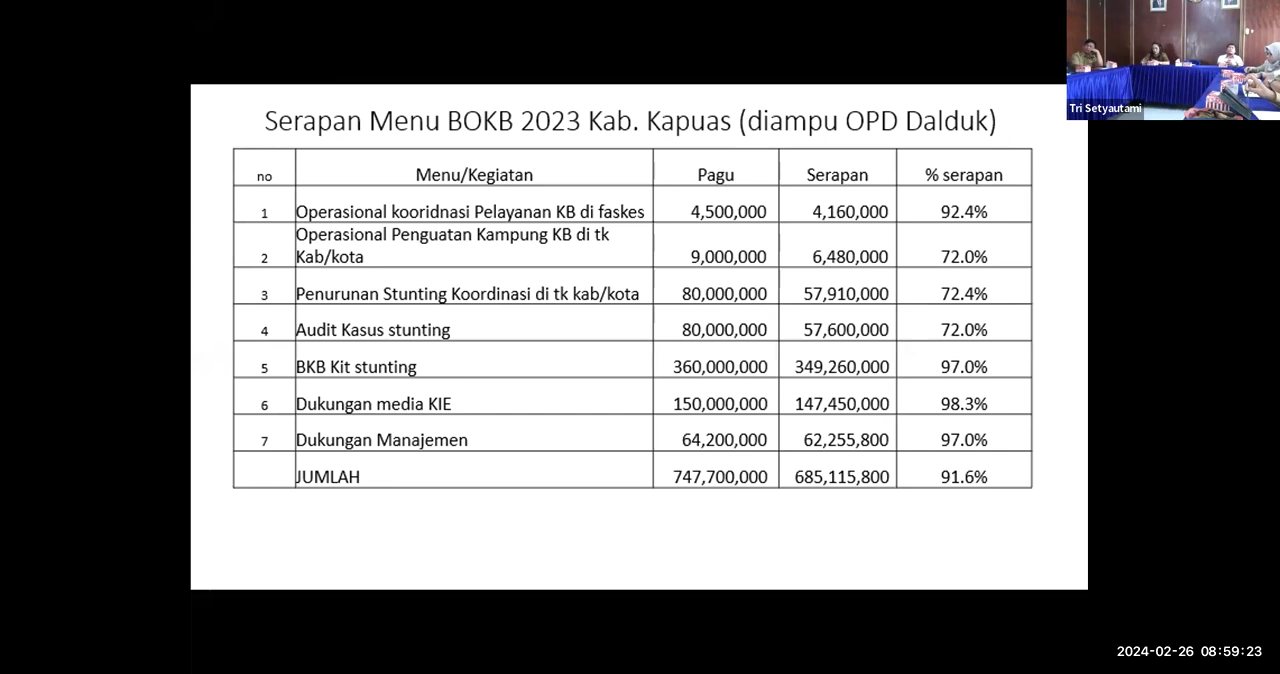 Tri Setyautami
Serapan Menu BOKB 2023 Kab. Kapuas (diampu OPD Dalduk)
no Menu/Kegiatan Pagu Serapan % serapan
1 Operasional kooridnasi Pelayanan KB di faskes 4,500,000 4,160,000 92.4%
Operasional Penguatan Kampung KB di tk
2 Kab/kota 9,000,000 6,480,000 72.0%
3 Penurunan Stunting Koordinasi di tk kab/kota 80,000,000 57,910,000 72.4%
4 Audit Kasus stunting 80,000,000 57,600,000 72.0%
5 BKB Kit stunting 360,000,000 349,260,000 97.0%
6 Dukungan media KIE 150,000,000 147,450,000 98.3%
7 Dukungan Manajemen 64,200,000 62,255,800 97.0%
JUMLAH 747,700,000 685,115,800 91.6%
2024-02-26 08:59:23